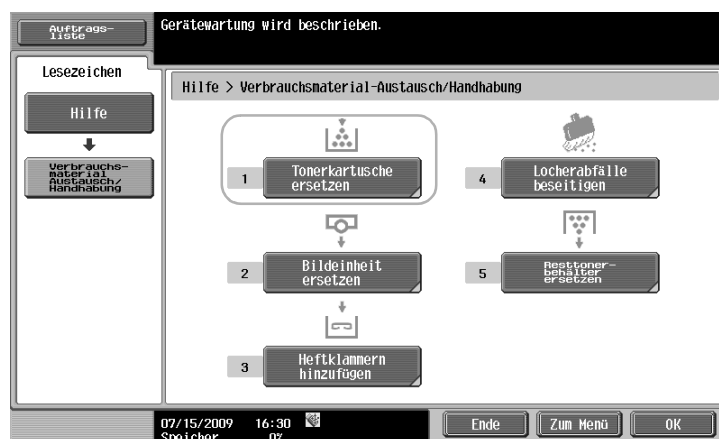 Auftrags-
liste
Gerätewartung wird beschrieben.
Lesezeichen
Hilfe
Verbrauchs-
material
Austausch/
Handhabung
Hilfe > Verbrauchsmaterial-Austausch/Handhabung
1 Tonerkartusche
ersetzen
2 Bildeinheit
ersetzen
3 Heftklammern
hinzufügen
4 Locherabfälle
beseitigen
5 Resttoner-
behälter
ersetzen
07/15/2009 16:30
Speicher 0%
Ende
Zum Menü
OK